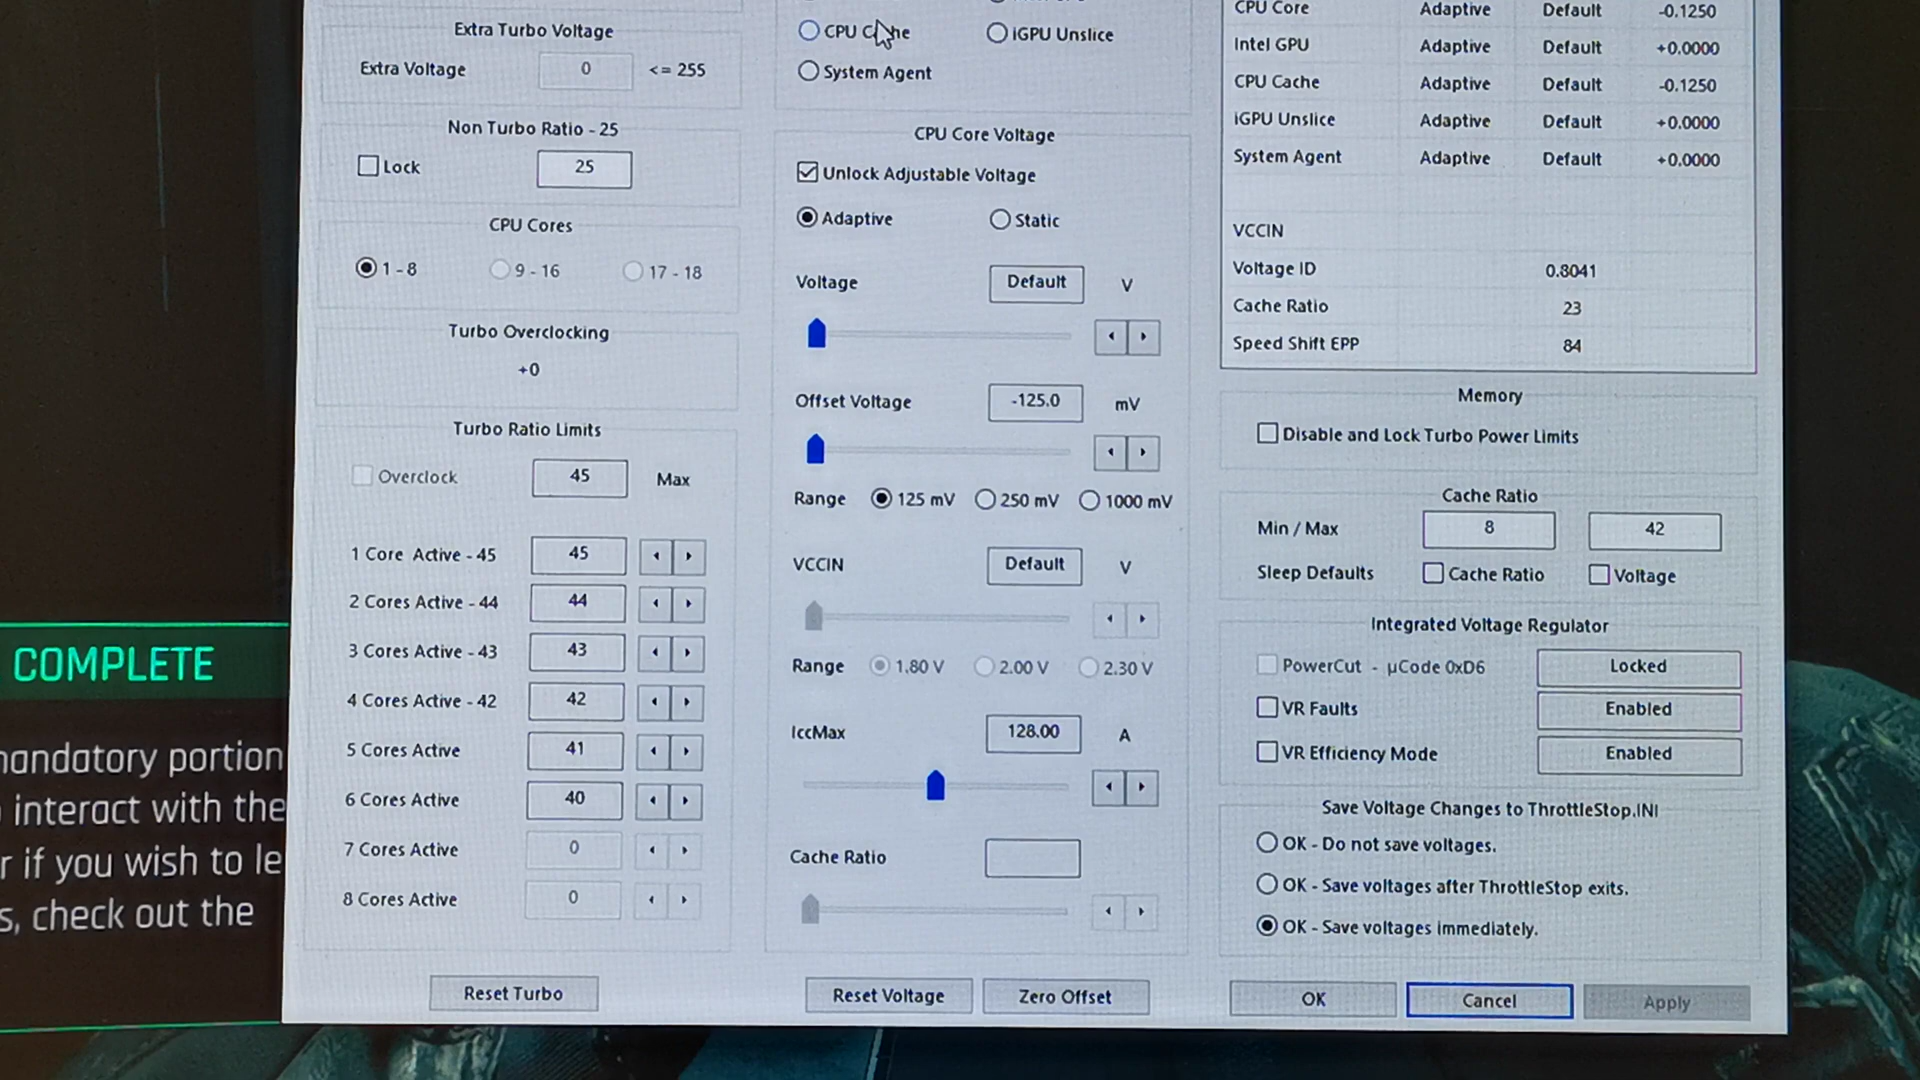 Extra Turbo Voltage
Extra Voltage 0 <= 255
Non Turbo Ratio - 25
Lock 25
CPU Cores
1 - 8 9 - 16 17 - 18
Turbo Overclocking
+0
Turbo Ratio Limits
Overclock 45 Max
1 Core Active - 45 45
2 Cores Active - 44 44
3 Cores Active - 43 43
4 Cores Active - 42 42
5 Cores Active 41
6 Cores Active 40
7 Cores Active 0
8 Cores Active 0
Reset Turbo
CPU Cache iGPU Unslice
System Agent
CPU Core Voltage
Unlock Adjustable Voltage
Adaptive Static
Voltage Default V
Offset Voltage -125.0 mV
Range 125 mV 250 mV 1000 mV
VCCIN Default V
Range 1.80 V 2.00 V 2.30 V
IccMax 128.00 A
Cache Ratio
Reset Voltage Zero Offset
CPU Core Adaptive Default -0.1250
Intel GPU Adaptive Default +0.0000
CPU Cache Adaptive Default -0.1250
iGPU Unslice Adaptive Default +0.0000
System Agent Adaptive Default +0.0000
VCCIN
Voltage ID 0.8041
Cache Ratio 23
Speed Shift EPP 84
Memory
Disable and Lock Turbo Power Limits
Cache Ratio
Min / Max 8 42
Sleep Defaults Cache Ratio Voltage
Integrated Voltage Regulator
PowerCut - µCode 0xD6 Locked
VR Faults Enabled
VR Efficiency Mode Enabled
Save Voltage Changes to ThrottleStop.INI
OK - Do not save voltages.
OK - Save voltages after ThrottleStop exits.
OK - Save voltages immediately.
OK Cancel Apply
COMPLETE
mandatory portion
interact with the
r if you wish to le
s, check out the